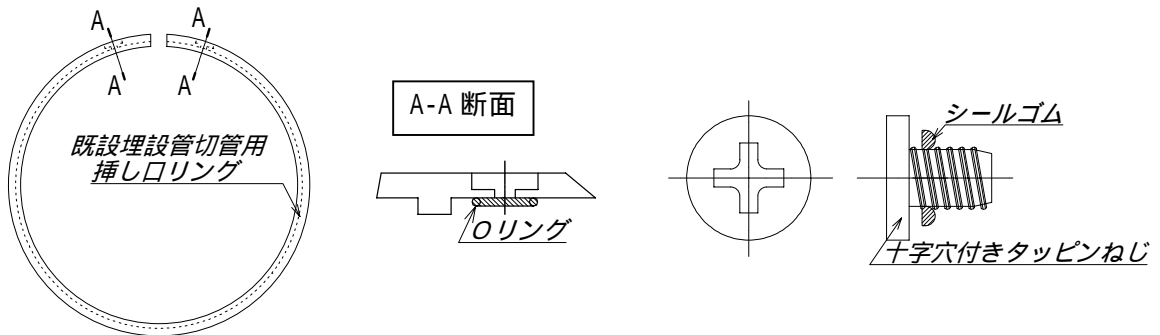 A
A
A
A
既設埋設管切管用
挿し口リング
A-A 断面
Oリング
シールゴム
十字穴付きタッピンねじ